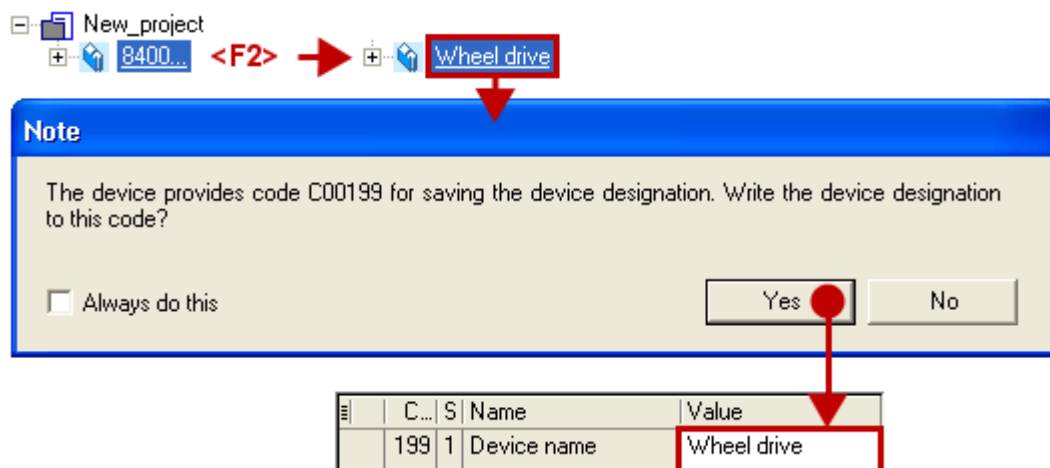 New_project
8400... <F2> Wheel drive
Note
The device provides code C00199 for saving the device designation. Write the device designation
to this code?
Always do this Yes No
C... S Name Value
199 1 Device name Wheel drive